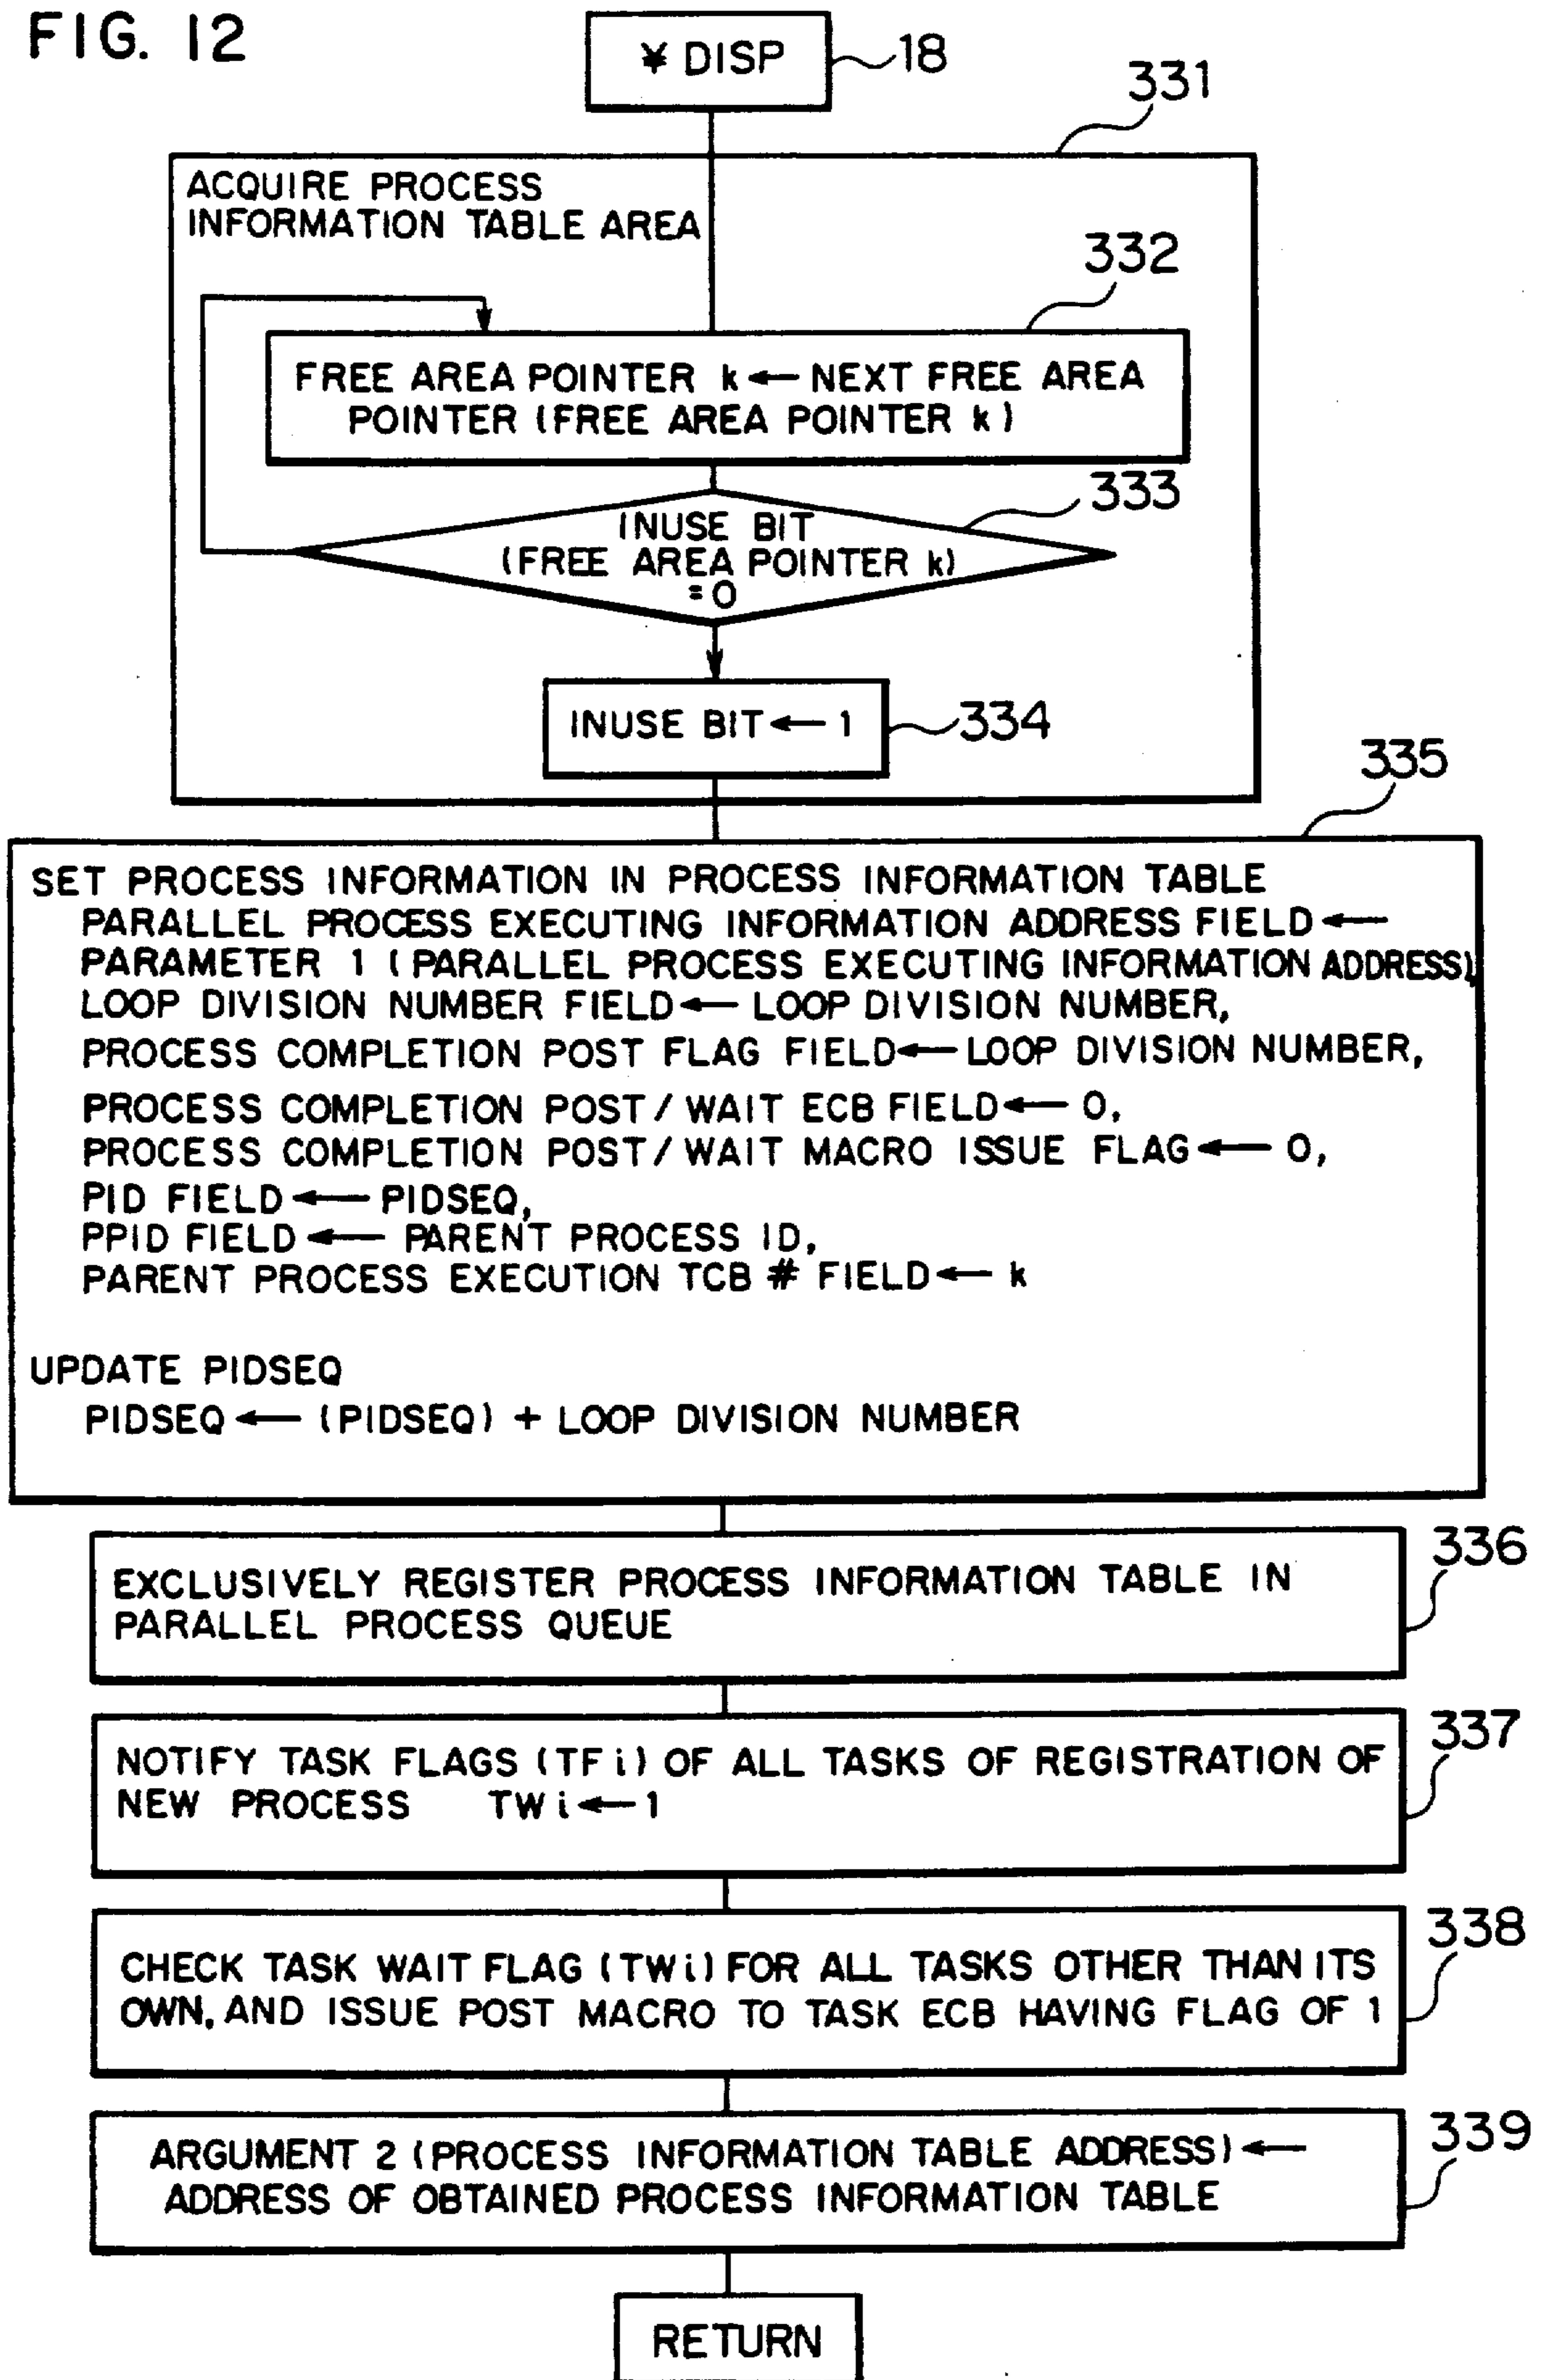 FIG. 12
¥ DISP
18
331
ACQUIRE PROCESS
INFORMATION TABLE AREA
332
FREE AREA POINTER k ← NEXT FREE AREA
POINTER (FREE AREA POINTER k)
333
INUSE BIT
(FREE AREA POINTER k)
=0
INUSE BIT ← 1
334
335
SET PROCESS INFORMATION IN PROCESS INFORMATION TABLE
PARALLEL PROCESS EXECUTING INFORMATION ADDRESS FIELD ←
PARAMETER 1 (PARALLEL PROCESS EXECUTING INFORMATION ADDRESS),
LOOP DIVISION NUMBER FIELD ← LOOP DIVISION NUMBER,
PROCESS COMPLETION POST FLAG FIELD ← LOOP DIVISION NUMBER,
PROCESS COMPLETION POST/WAIT ECB FIELD ← 0,
PROCESS COMPLETION POST/WAIT MACRO ISSUE FLAG ← 0,
PID FIELD ← PIDSEQ,
PPID FIELD ← PARENT PROCESS ID,
PARENT PROCESS EXECUTION TCB # FIELD ← k
UPDATE PIDSEQ
PIDSEQ ← (PIDSEQ) + LOOP DIVISION NUMBER
336
EXCLUSIVELY REGISTER PROCESS INFORMATION TABLE IN
PARALLEL PROCESS QUEUE
337
NOTIFY TASK FLAGS (TFi) OF ALL TASKS OF REGISTRATION OF
NEW PROCESS TWi ← 1
338
CHECK TASK WAIT FLAG (TWi) FOR ALL TASKS OTHER THAN ITS
OWN, AND ISSUE POST MACRO TO TASK ECB HAVING FLAG OF 1
339
ARGUMENT 2 (PROCESS INFORMATION TABLE ADDRESS) ←
ADDRESS OF OBTAINED PROCESS INFORMATION TABLE
RETURN